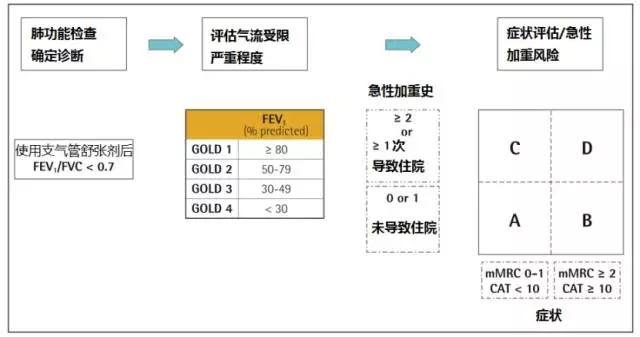 肺功能检查
确定诊断
评估气流受限
严重程度
症状评估/急性
加重风险
使用支气管舒张剂后
FEV₁/FVC < 0.7
FEV₁
(% predicted)
GOLD 1 ≥ 80
GOLD 2 50-79
GOLD 3 30-49
GOLD 4 < 30
急性加重史
≥ 2
or
≥ 1次
导致住院
0 or 1
未导致住院
C D
A B
mMRC 0-1 mMRC ≥ 2
CAT < 10 CAT ≥ 10
症状